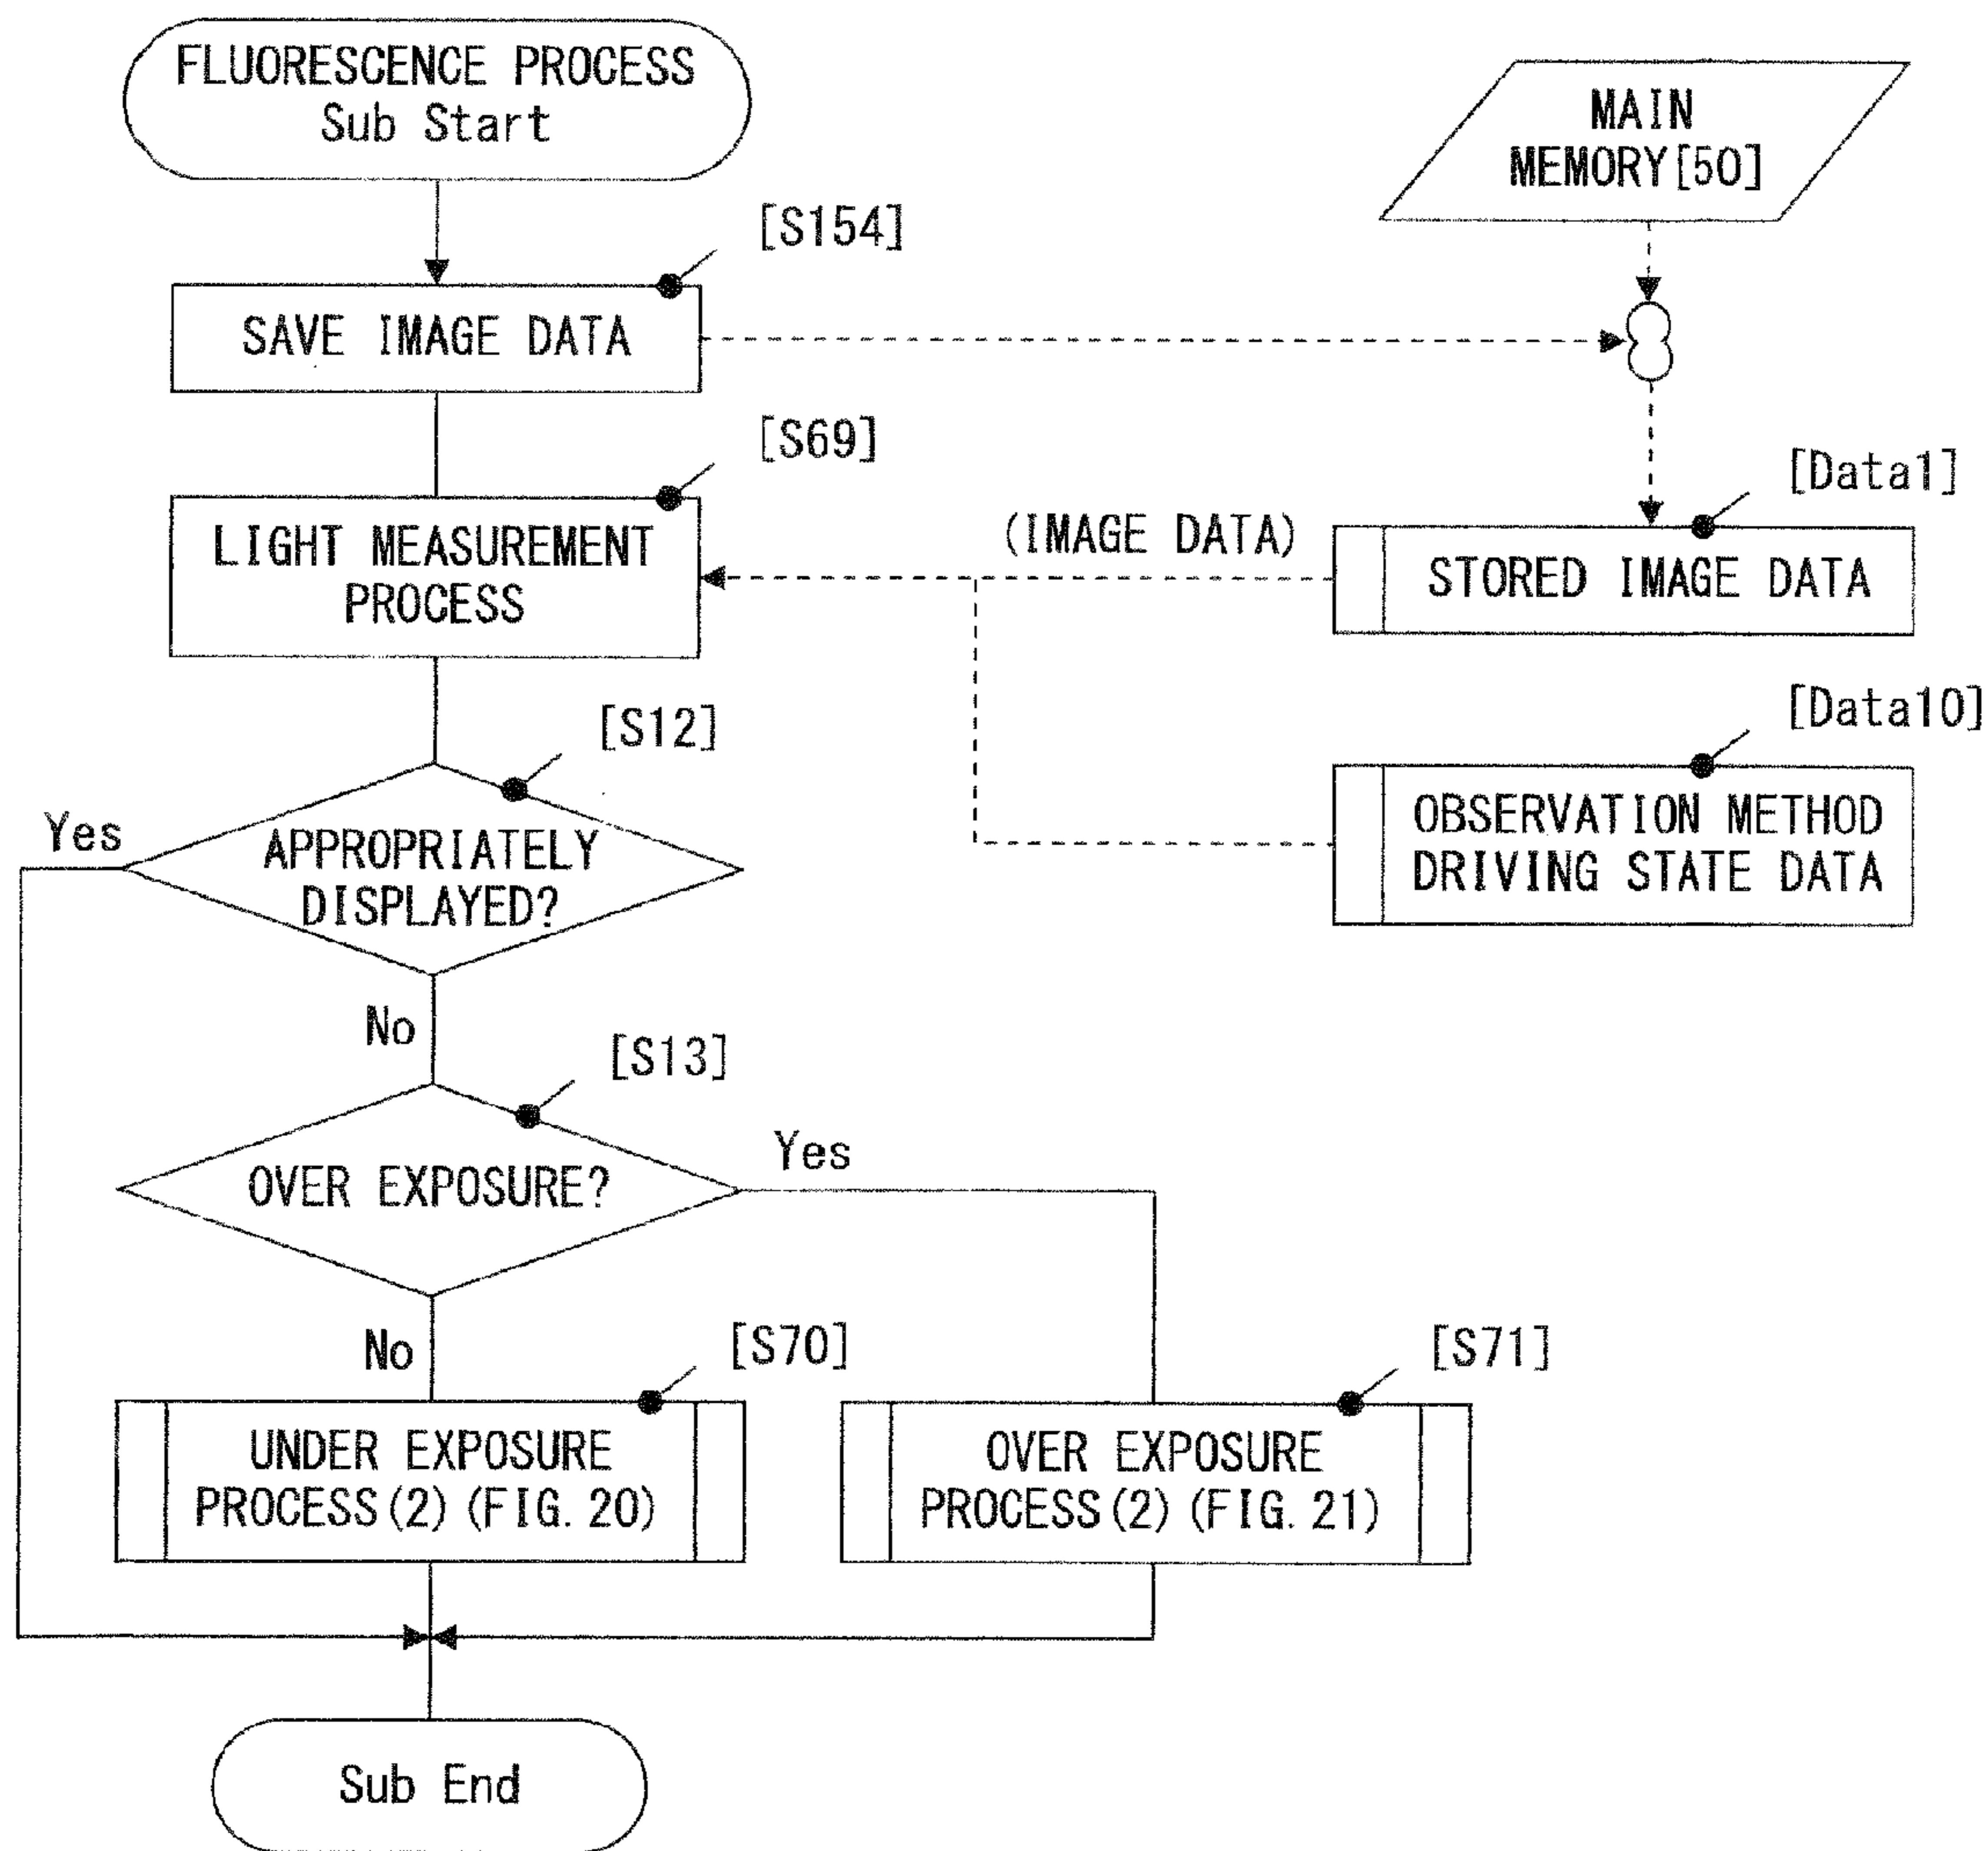 FLUORESCENCE PROCESS
Sub Start
MAIN
MEMORY[50]
[S154]
SAVE IMAGE DATA
[S69]
LIGHT MEASUREMENT
PROCESS
(IMAGE DATA)
[Data1]
STORED IMAGE DATA
[Data10]
OBSERVATION METHOD
DRIVING STATE DATA
[S12]
Yes
APPROPRIATELY
DISPLAYED?
No
[S13]
OVER EXPOSURE?
Yes
No
[S70]
UNDER EXPOSURE
PROCESS(2)(FIG.20)
[S71]
OVER EXPOSURE
PROCESS(2)(FIG.21)
Sub End